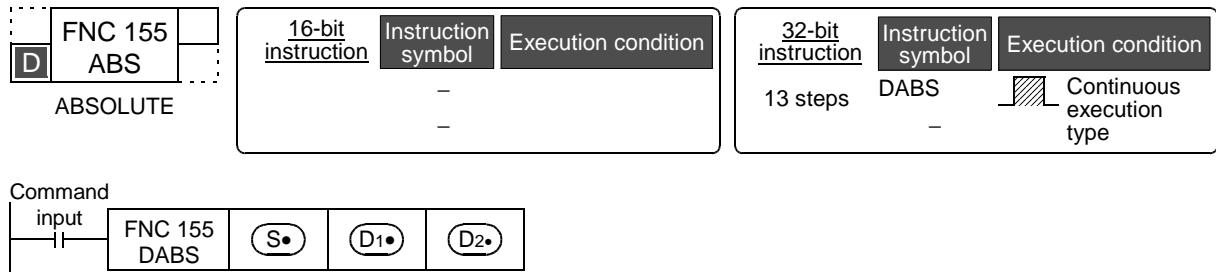 FNC 155
D ABS
ABSOLUTE
16-bit instruction
Instruction symbol
Execution condition
–
–
32-bit instruction
Instruction symbol
Execution condition
13 steps
DABS
Continuous execution type
–
Command input
FNC 155 DABS
S•
D1•
D2•